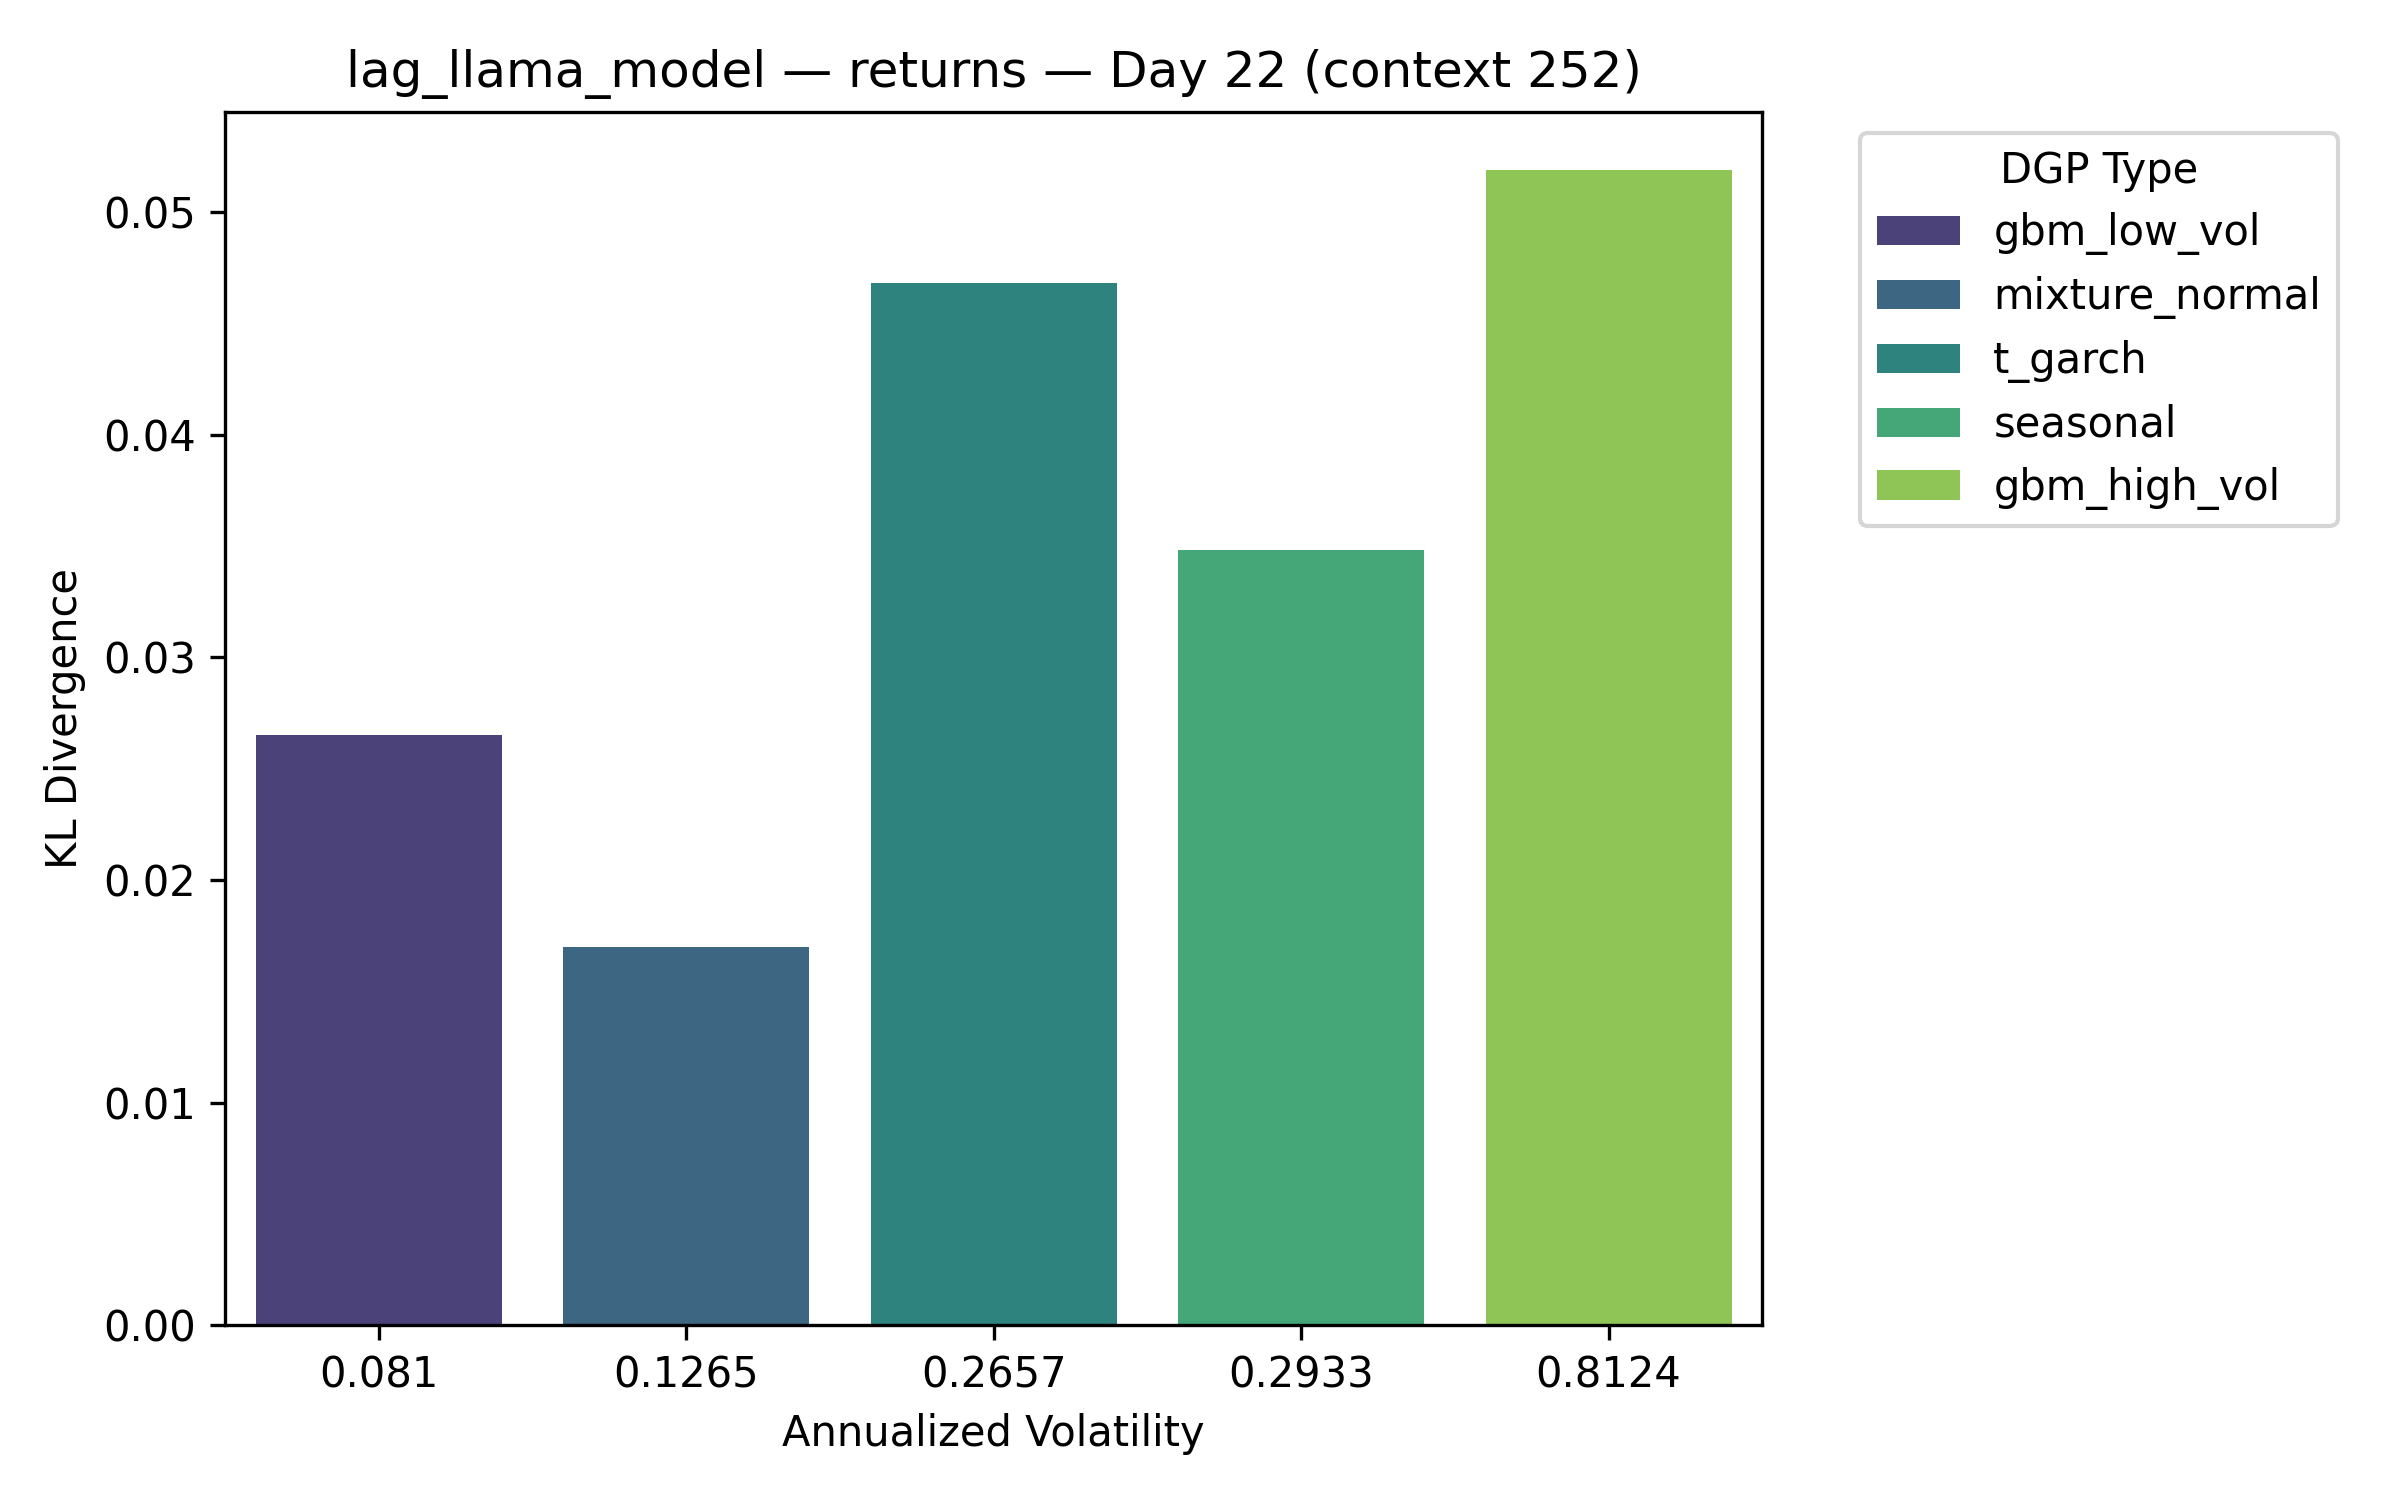 lag_llama_model — returns — Day 22 (context 252)
DGP Type
gbm_low_vol
mixture_normal
t_garch
seasonal
gbm_high_vol
KL Divergence
0.05
0.04
0.03
0.02
0.01
0.00
0.081 0.1265 0.2657 0.2933 0.8124
Annualized Volatility